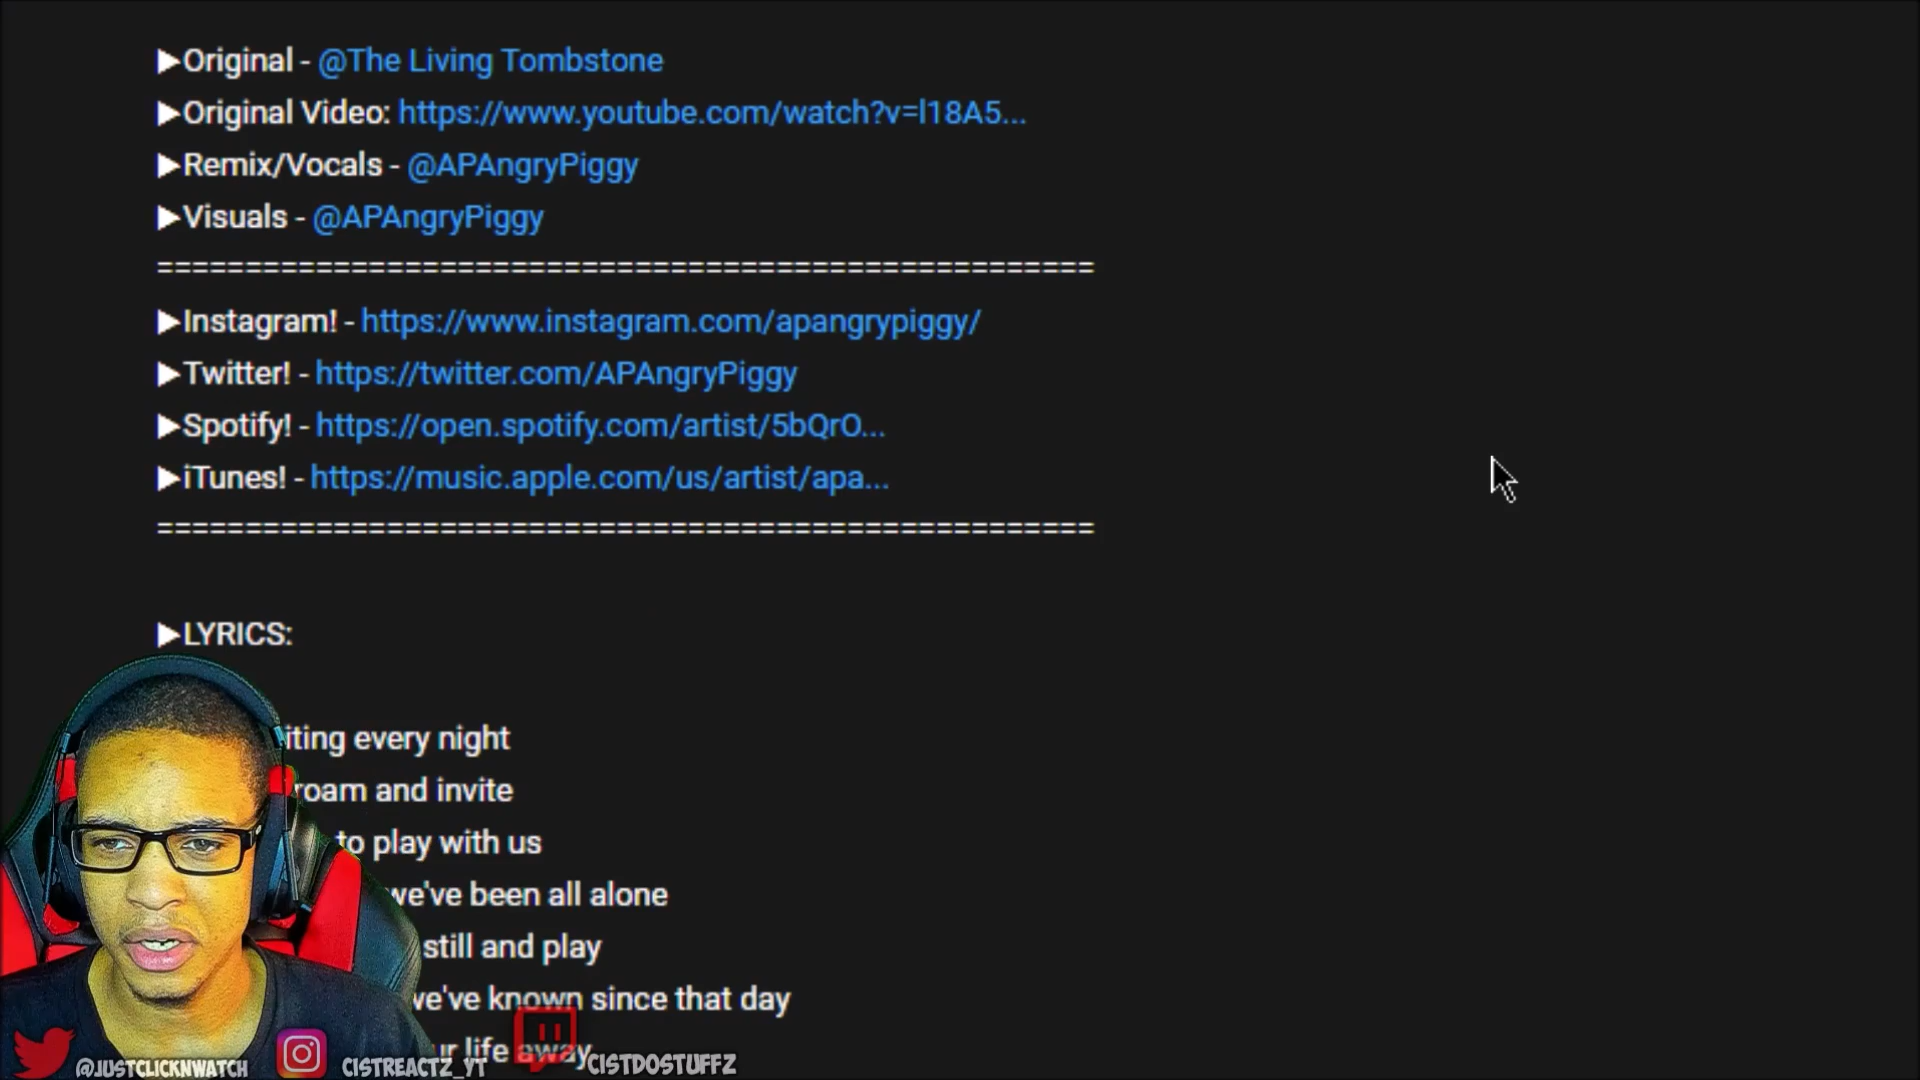 ▶Original - @The Living Tombstone
▶Original Video: https://www.youtube.com/watch?v=l18A5...
▶Remix/Vocals - @APAngryPiggy
▶Visuals - @APAngryPiggy
======================================================
▶Instagram! - https://www.instagram.com/apangrypiggy/
▶Twitter! - https://twitter.com/APAngryPiggy
▶Spotify! - https://open.spotify.com/artist/5bQrO...
▶iTunes! - https://music.apple.com/us/artist/apa...
======================================================
▶LYRICS:
every night
roam and invite
to play with us
we've been all alone
still and play
we've known since that day
life away
@JUSTCLICKNWATCH CISTREACTZ_YT CISTDOSTUFFZ